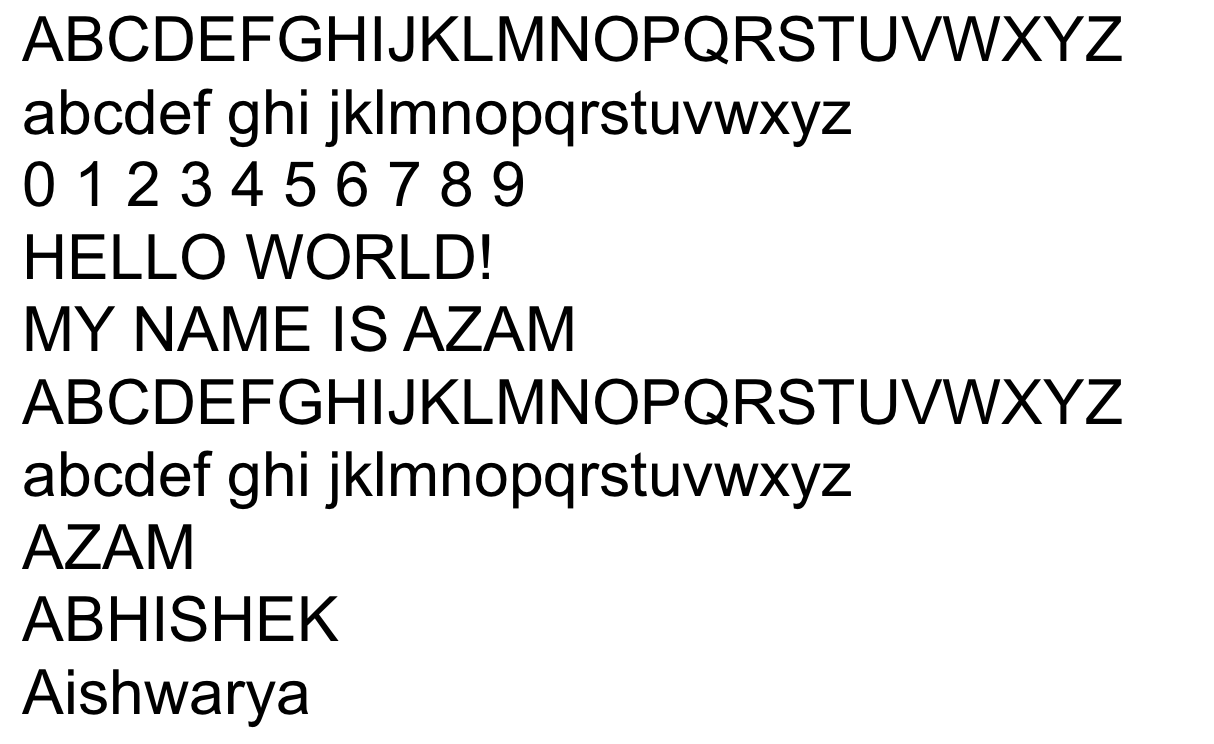 ABCDEFGHIJKLMNOPQRSTUVWXYZ
abcdef ghi jklmnopqrstuvwxyz
0 1 2 3 4 5 6 7 8 9
HELLO WORLD!
MY NAME IS AZAM
ABCDEFGHIJKLMNOPQRSTUVWXYZ
abcdef ghi jklmnopqrstuvwxyz
AZAM
ABHISHEK
Aishwarya